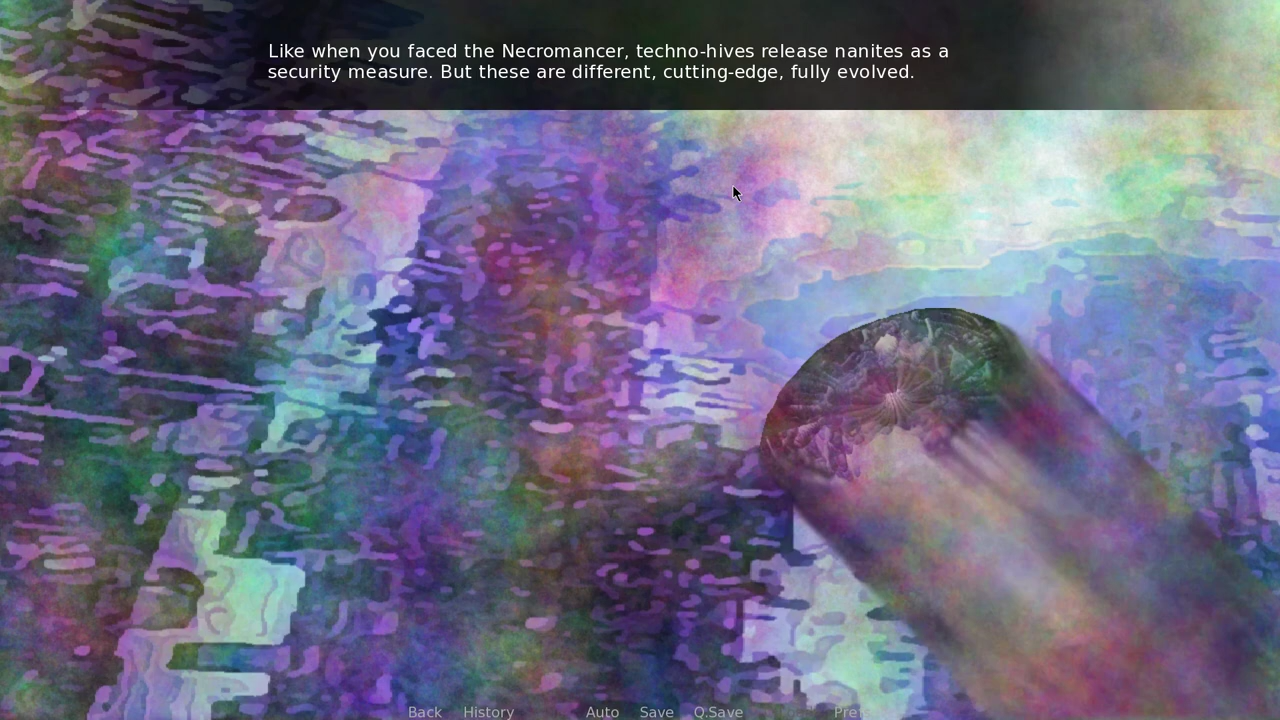 Like when you faced the Necromancer, techno-hives release nanites as a
security measure. But these are different, cutting-edge, fully evolved.
Back History Auto Save Q.Save